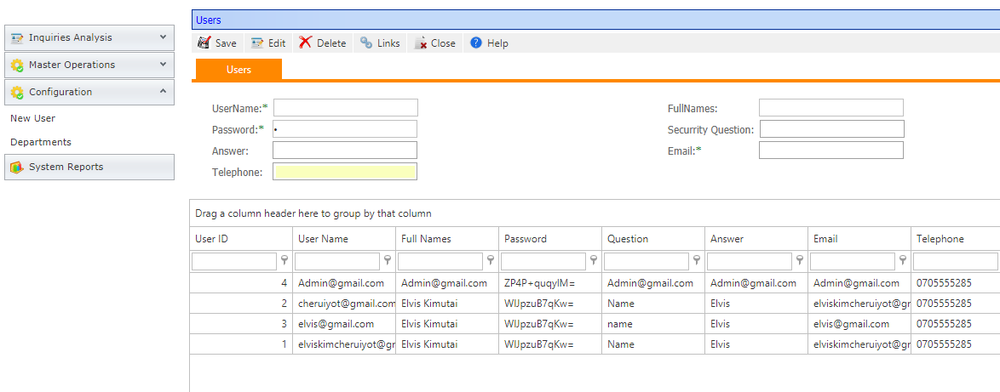 Users
Inquiries Analysis
Master Operations
Configuration
New User
Departments
System Reports
Save Edit Delete Links Close Help
Users
UserName:* FullNames:
Password:* Securrity Question:
Answer: Email:*
Telephone:
Drag a column header here to group by that column
User ID User Name Full Names Password Question Answer Email Telephone
4 Admin@gmail.com Admin@gmail.com ZP4P+quqyIM= Admin@gmail.com Admin@gmail.com Admin@gmail.com 0705555285
2 cheruiyot@gmail.com Elvis Kimutai WIJpzuB7qKw= Name Elvis elviskimcheruiyot@gr 0705555285
3 elvis@gmail.com Elvis Kimutai WIJpzuB7qKw= name Elvis elvis@gmail.com 0705555285
1 elviskimcheruiyot@gr Elvis Kimutai WIJpzuB7qKw= Name Elvis elviskimcheruiyot@gr 0705555285